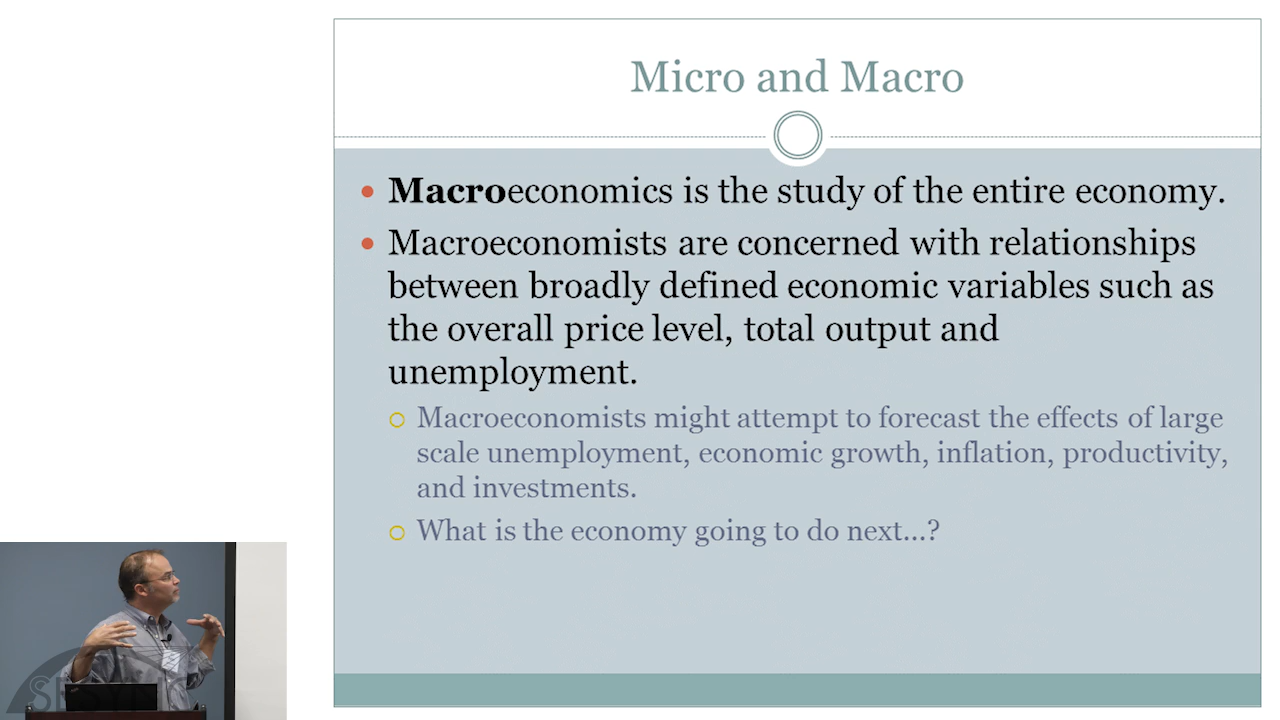 Micro and Macro
Macroeconomics is the study of the entire economy.
Macroeconomists are concerned with relationships
between broadly defined economic variables such as
the overall price level, total output and
unemployment.
Macroeconomists might attempt to forecast the effects of large
scale unemployment, economic growth, inflation, productivity,
and investments.
What is the economy going to do next...?